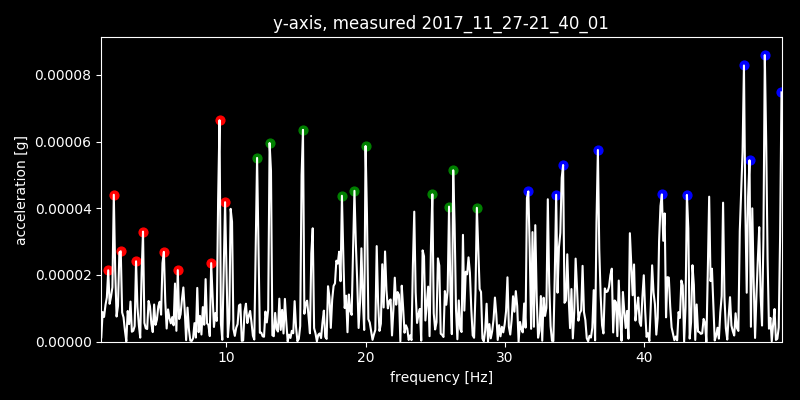 y-axis, measured 2017_11_27-21_40_01
0.00008
0.00006
0.00004
0.00002
0.00000
acceleration [g]
10 20 30 40
frequency [Hz]